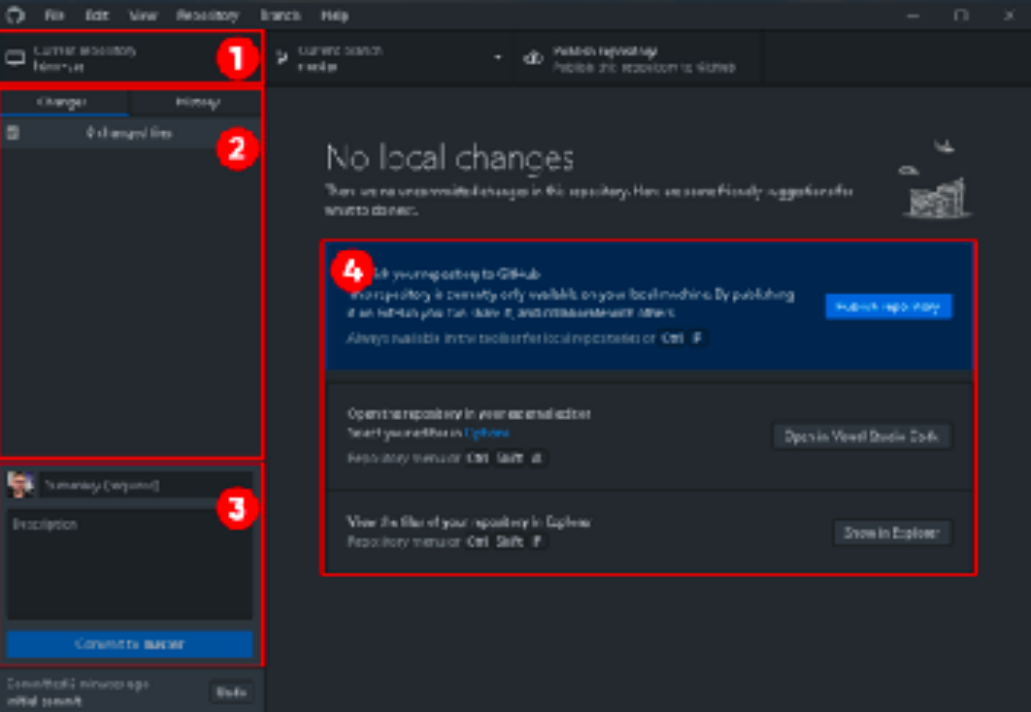 File Edit View Repository Branch Help
Current repository
1
Current branch
master
Publish repository
Publish this repository to GitHub
Changes History
0 changed files
2
No local changes
There are no uncommitted changes in this repository. Here are some friendly suggestions for
what to do next.
4
your repository to GitHub
This repository is currently only available on your local machine. By publishing
it on GitHub you can share it, and collaborate with others.
Always available in the toolbar for local repositories or Ctrl P
Publish repository
Open the repository in your external editor
Select your editor in Options
Repository menu or Ctrl Shift A
Open in Visual Studio Code
View the files of your repository in Explorer
Repository menu or Ctrl Shift F
Show in Explorer
Summary (required)
3
Description
Commit to master
Committed minutes ago
initial commit
Undo